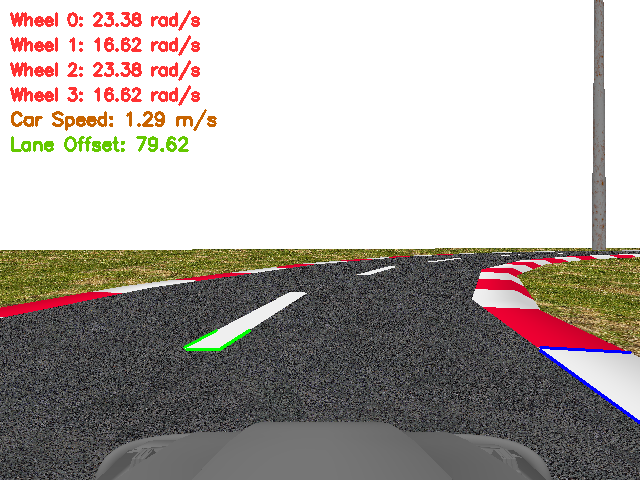 Wheel 0: 23.38 rad/s
Wheel 1: 16.62 rad/s
Wheel 2: 23.38 rad/s
Wheel 3: 16.62 rad/s
Car Speed: 1.29 m/s
Lane Offset: 79.62